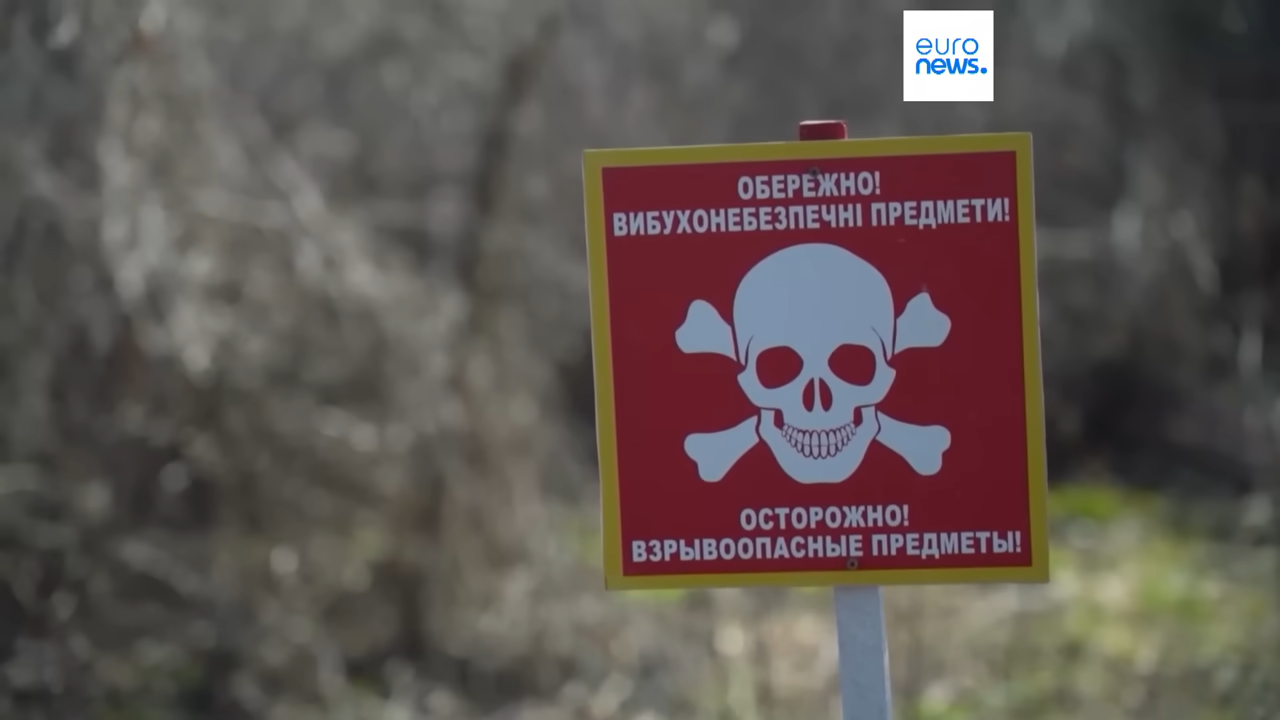 euro
news.
ОБЕРЕЖНО!
ВИБУХОНЕБЕЗПЕЧНІ ПРЕДМЕТИ!
ОСТОРОЖНО!
ВЗРЫВООПАСНЫЕ ПРЕДМЕТЫ!